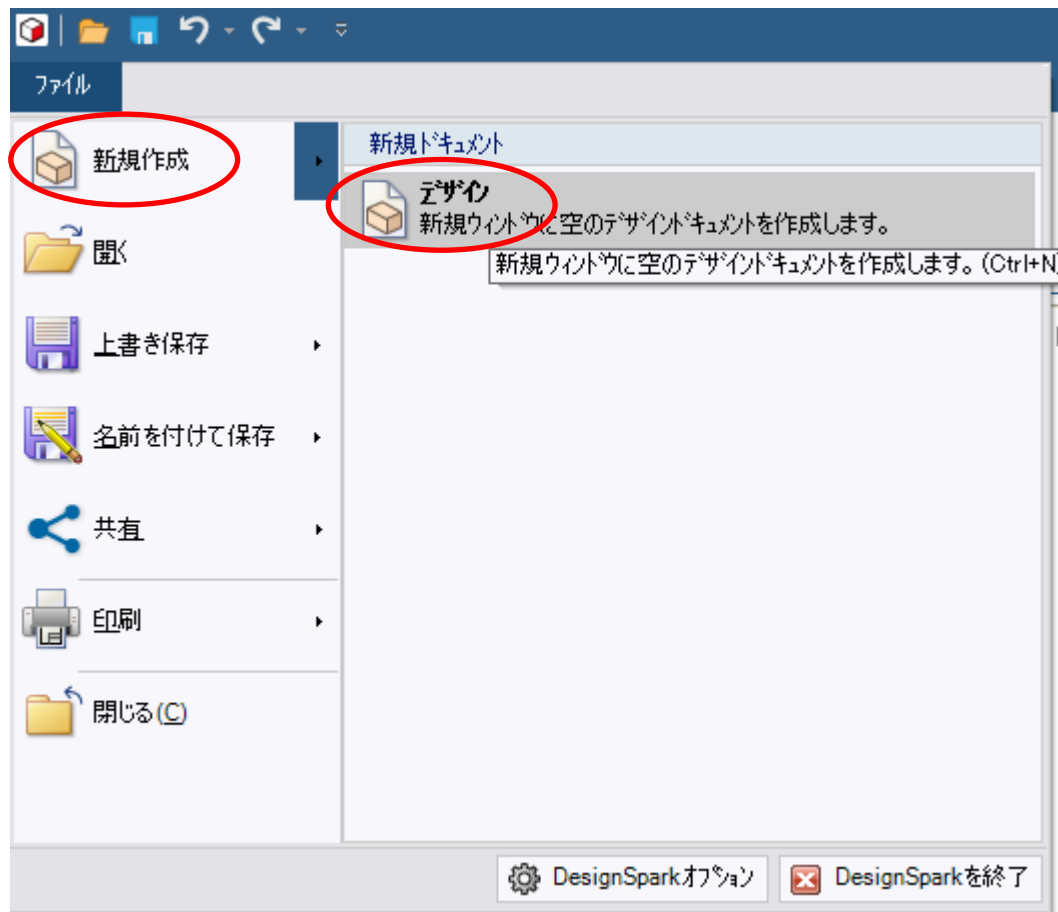 ファイル
新規作成
新規ドキュメント
デザイン
新規ウィンドウに空のデザインドキュメントを作成します。
新規ウィンドウに空のデザインドキュメントを作成します。(Ctrl+N)
開く
上書き保存
名前を付けて保存
共有
印刷
閉じる(C)
DesignSparkオプション
DesignSparkを終了